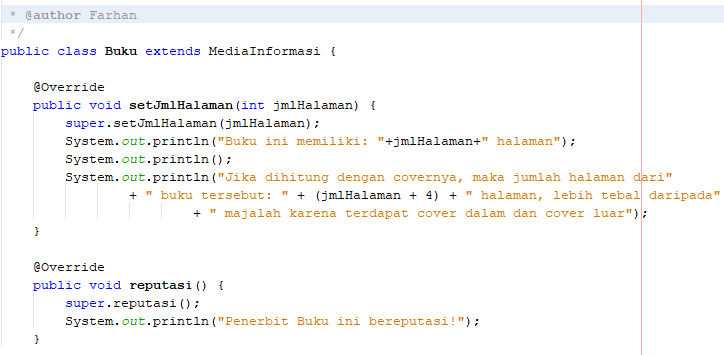 * @author Farhan
*/
public class Buku extends MediaInformasi {
@Override
public void setJmlHalaman(int jmlHalaman) {
super.setJmlHalaman(jmlHalaman);
System.out.println("Buku ini memiliki: "+jmlHalaman+" halaman");
System.out.println();
System.out.println("Jika dihitung dengan covernya, maka jumlah halaman dari"
+ " buku tersebut: " + (jmlHalaman + 4) + " halaman, lebih tebal daripada"
+ " majalah karena terdapat cover dalam dan cover luar");
}
@Override
public void reputasi() {
super.reputasi();
System.out.println("Penerbit Buku ini bereputasi!");
}